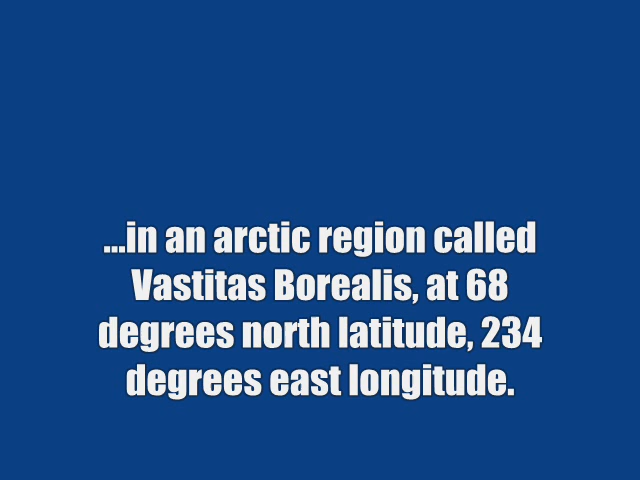 ...in an arctic region called
Vastitas Borealis, at 68
degrees north latitude, 234
degrees east longitude.